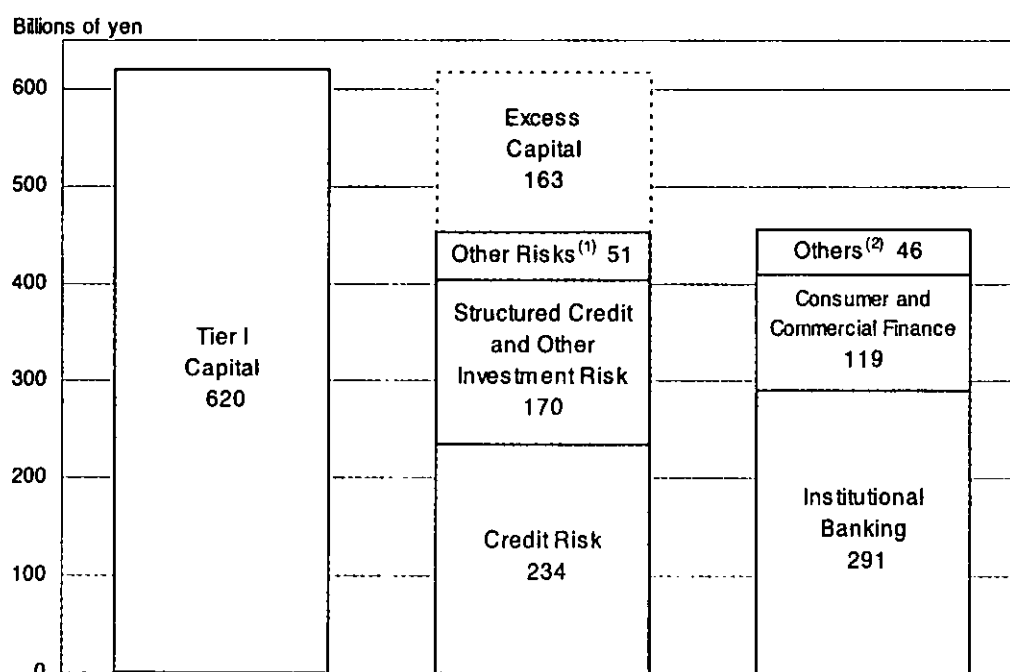 Billions of yen
600
500
400
300
200
100
0
Tier I
Capital
620
Excess
Capital
163
Other Risks(1) 51
Structured Credit
and Other
Investment Risk
170
Credit Risk
234
Others(2) 46
Consumer and
Commercial Finance
119
Institutional
Banking
291